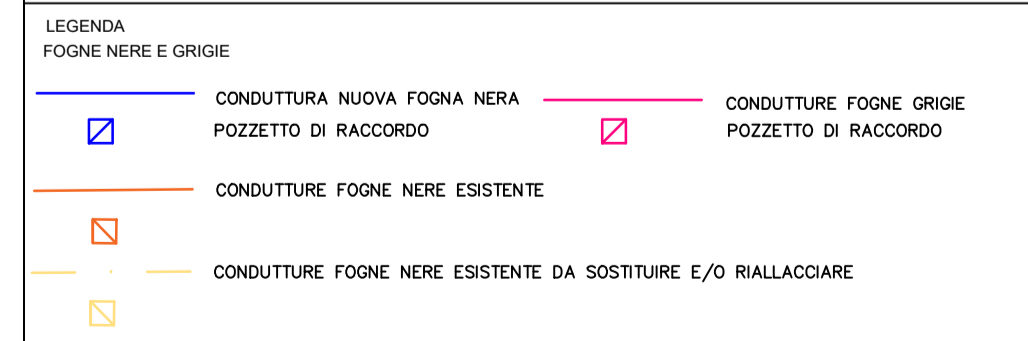 LEGENDA
FOGNE NERE E GRIGIE
CONDUTTURA NUOVA FOGNA NERA
POZZETTO DI RACCORDO
CONDUTTURE FOGNE GRIGIE
POZZETTO DI RACCORDO
CONDUTTURE FOGNE NERE ESISTENTE
CONDUTTURE FOGNE NERE ESISTENTE DA SOSTITUIRE E/O RIALLACCIARE